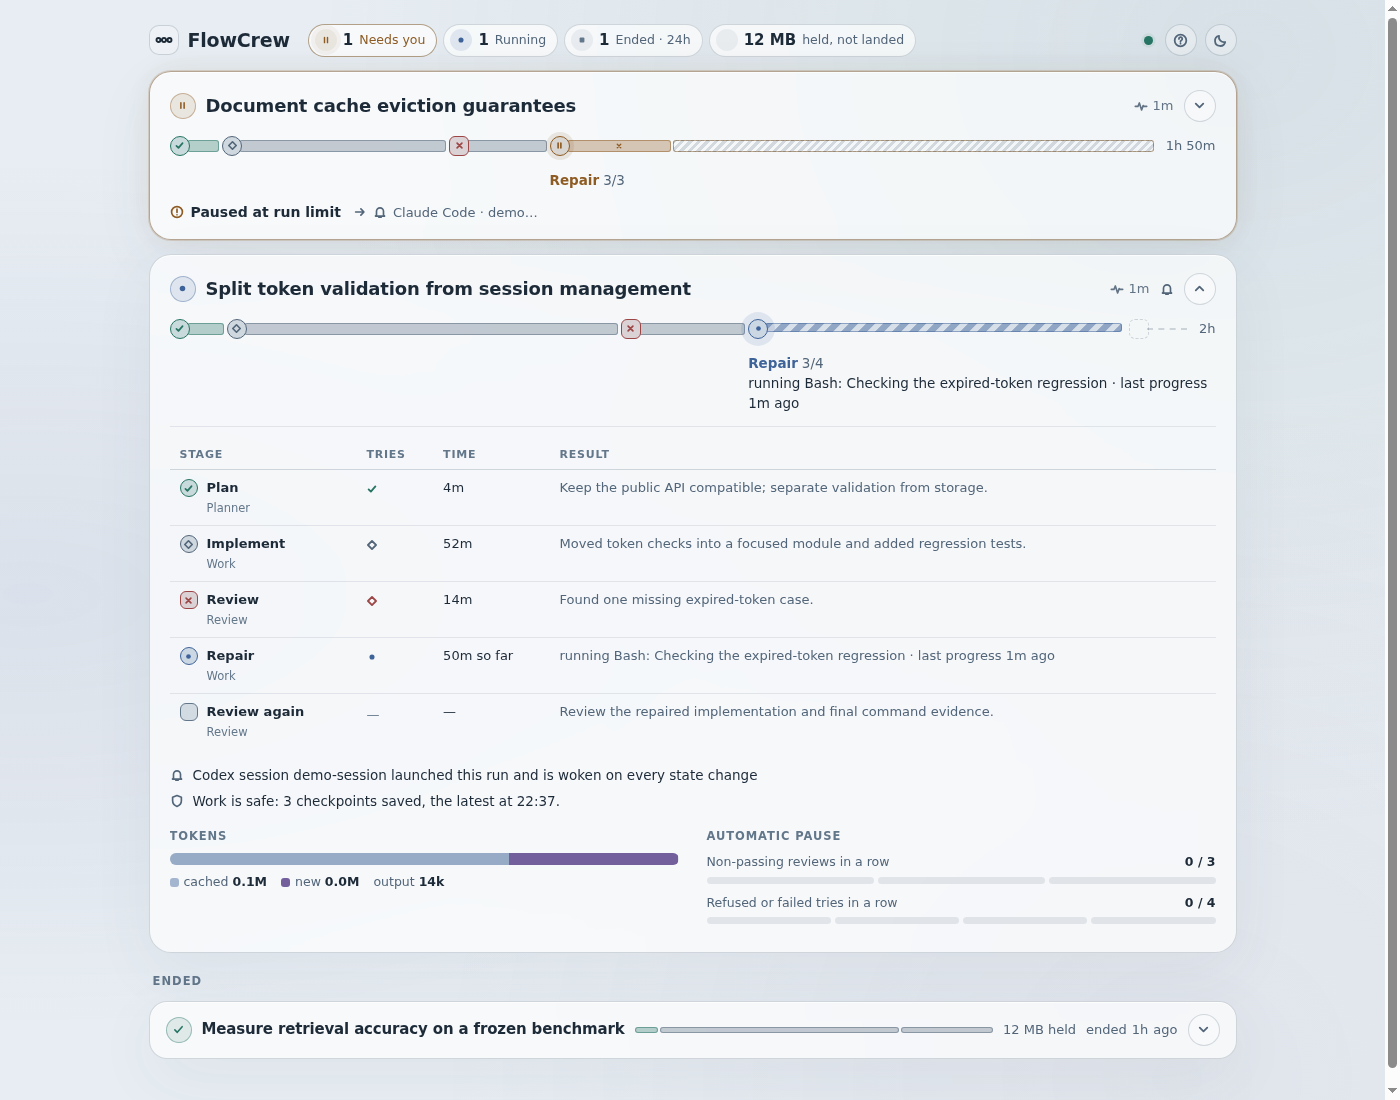 FlowCrew 1 Needs you 1 Running 1 Ended · 24h 12 MB held, not landed
Document cache eviction guarantees 1m
1h 50m
Repair 3/3
Paused at run limit → Claude Code · demo…
Split token validation from session management 1m
2h
Repair 3/4
running Bash: Checking the expired-token regression · last progress
1m ago
STAGE TRIES TIME RESULT
Plan 4m Keep the public API compatible; separate validation from storage.
Planner
Implement 52m Moved token checks into a focused module and added regression tests.
Work
Review 14m Found one missing expired-token case.
Review
Repair 50m so far running Bash: Checking the expired-token regression · last progress 1m ago
Work
Review again — — Review the repaired implementation and final command evidence.
Review
Codex session demo-session launched this run and is woken on every state change
Work is safe: 3 checkpoints saved, the latest at 22:37.
TOKENS
cached 0.1M new 0.0M output 14k
AUTOMATIC PAUSE
Non-passing reviews in a row 0 / 3
Refused or failed tries in a row 0 / 4
ENDED
Measure retrieval accuracy on a frozen benchmark 12 MB held ended 1h ago